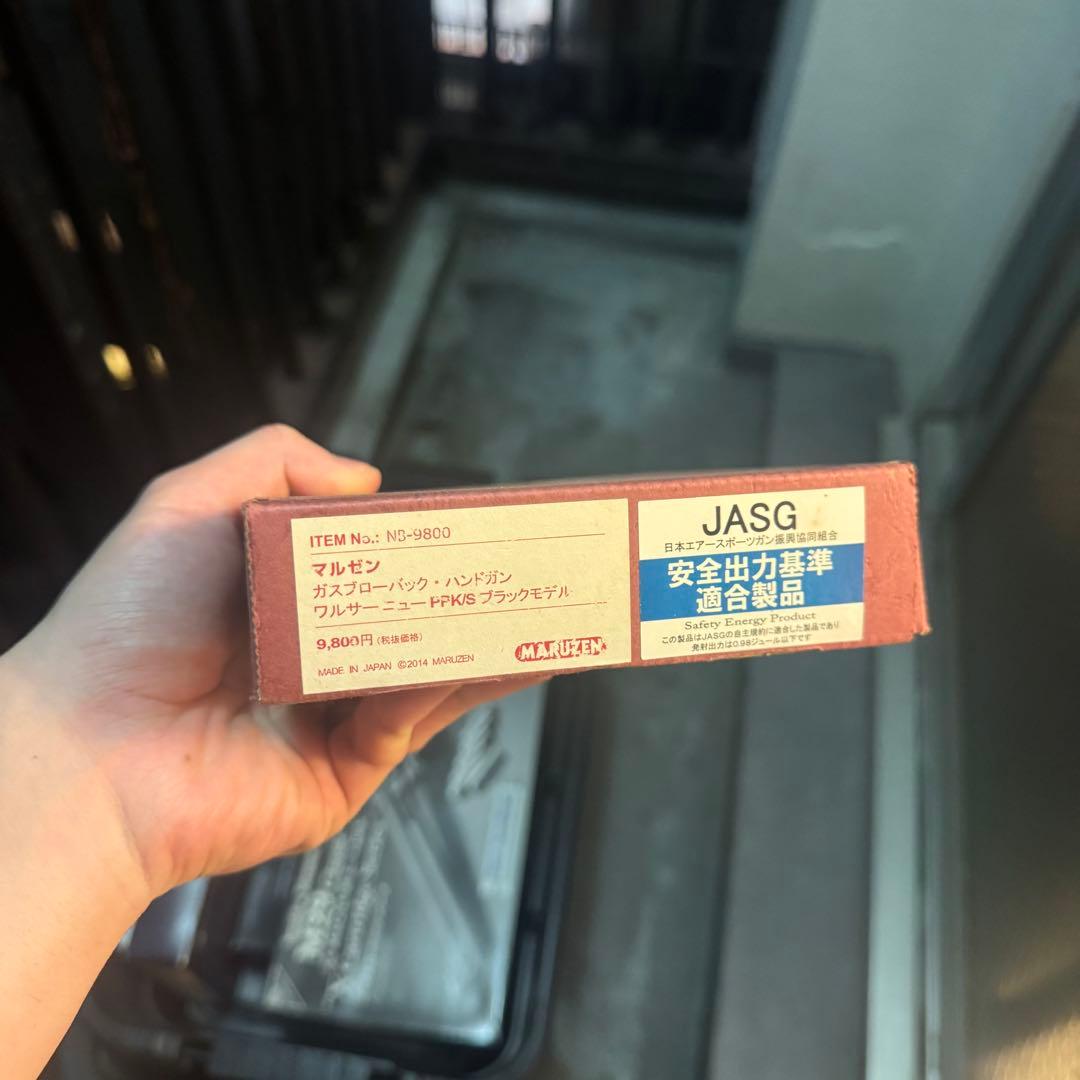 ITEM No.: NB-9800
マルゼン
ガスブローバック・ハンドガン
ワルサー ニュー PPK/S ブラックモデル
9,800円 (税抜価格)
MADE IN JAPAN ©2014 MARUZEN
MARUZEN
JASG
日本エアースポーツガン振興協同組合
安全出力基準
適合製品
Safety Energy Product
この製品はJASGの自主規約に適合した製品であり
発射出力は0.98ジュール以下です